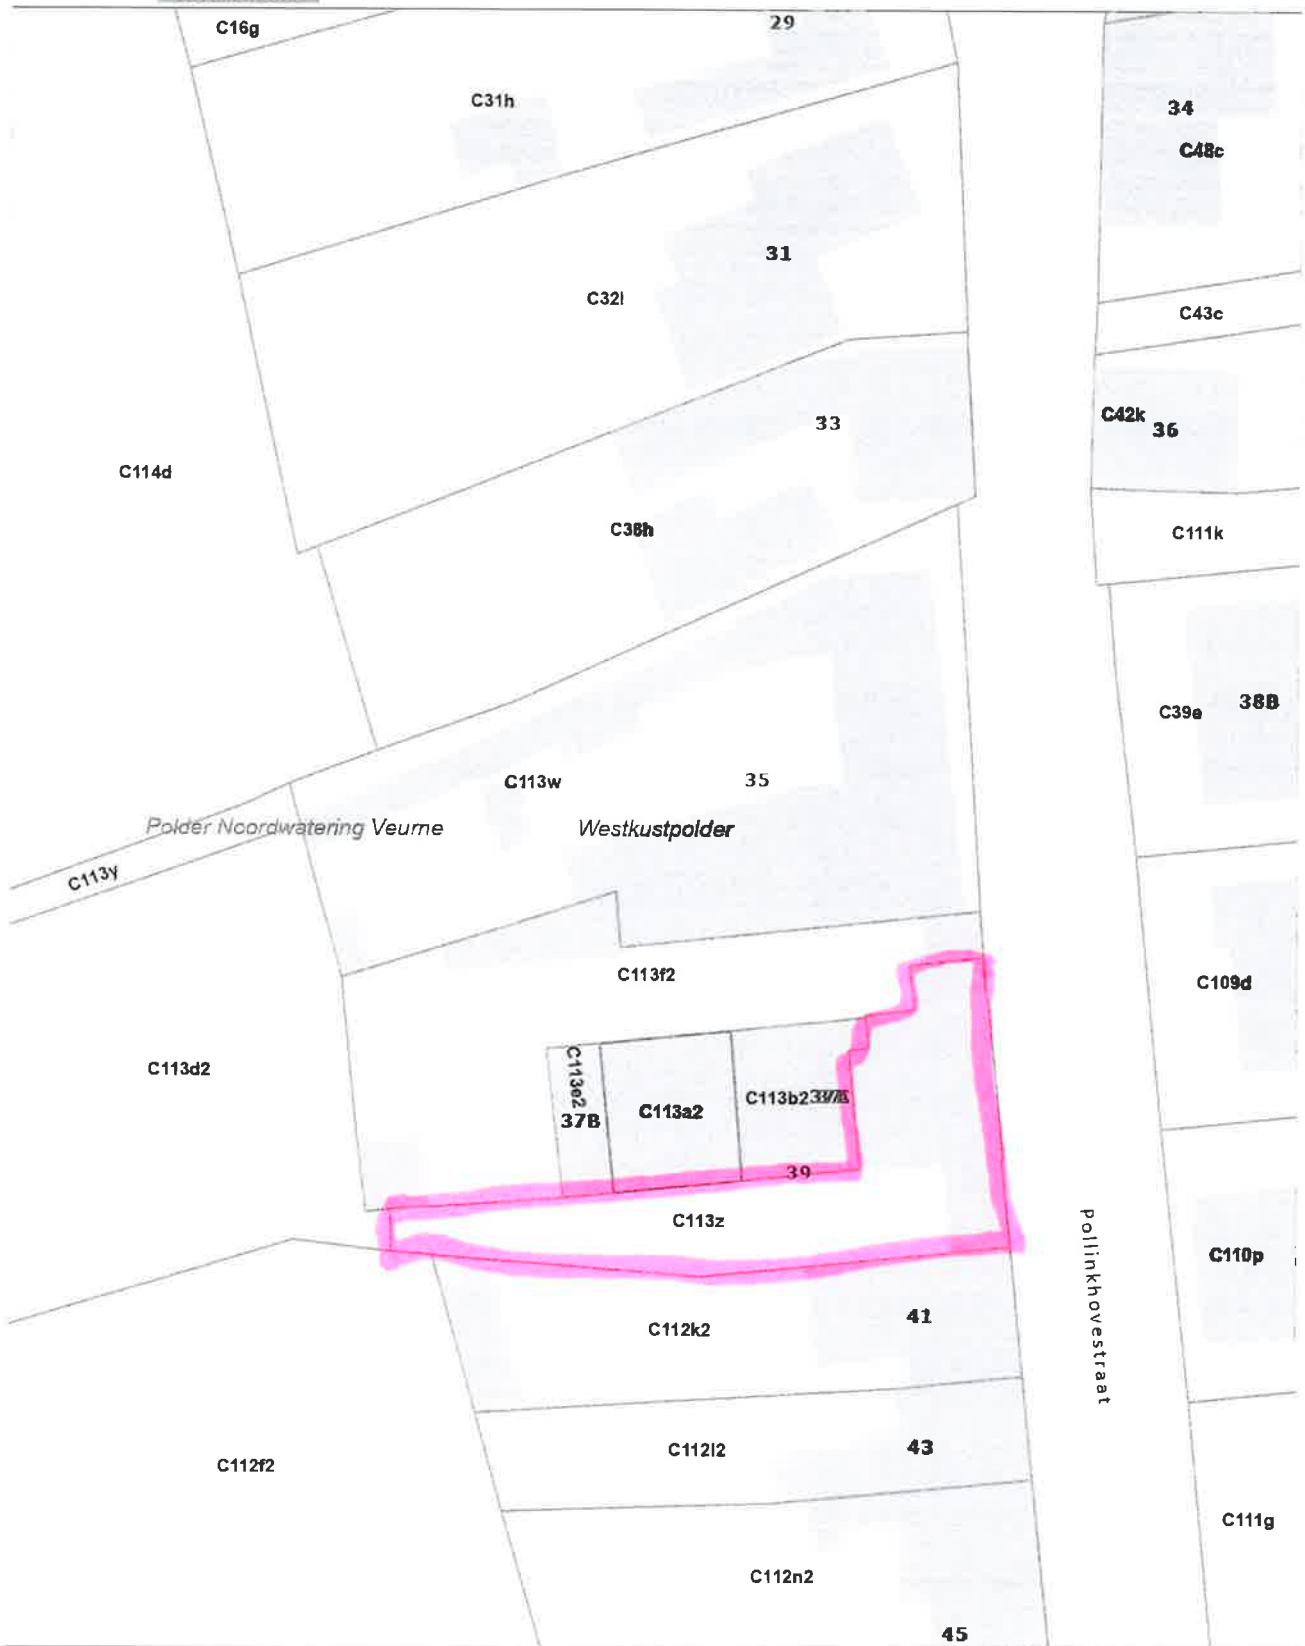 C16g
29
C31h
34
C48c
31
C32l
C43c
33
C42k
36
C114d
C38h
C111k
C39e
38B
C113w
35
Polder Noordwatering Veurne
Westkustpolder
C113y
C113f2
C109d
C113d2
C113e2
37B
C113a2
C113b2
39
C113z
Pollinkhovestraat
C110p
C112k2
41
C112l2
43
C112f2
C111g
C112n2
45